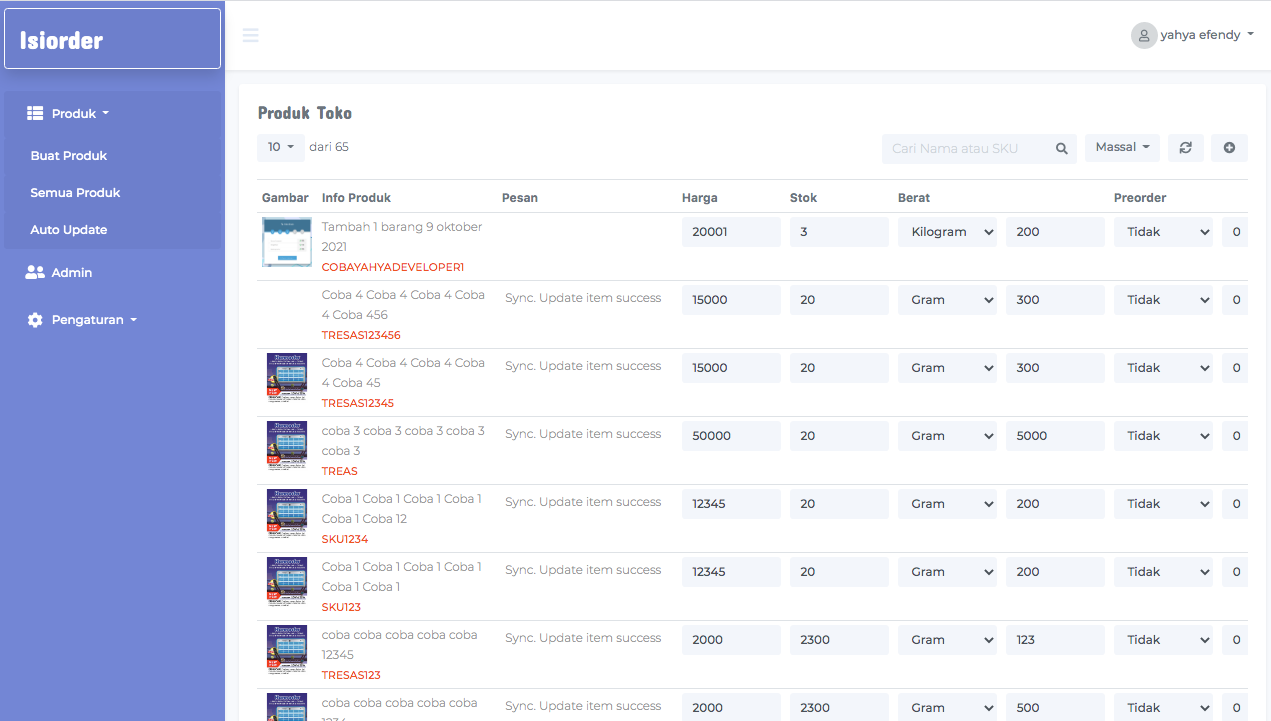 Isiorder
yahya efendy
Produk
Buat Produk
Semua Produk
Auto Update
Admin
Pengaturan
Produk Toko
10 dari 65
Cari Nama atau SKU Massal
Gambar Info Produk Pesan Harga Stok Berat Preorder
Tambah 1 barang 9 oktober 20001 3 Kilogram 200 Tidak 0
2021
COBAYAHYADEVELOPER1
Coba 4 Coba 4 Coba 4 Coba Sync. Update item success 15000 20 Gram 300 Tidak 0
4 Coba 456
TRESAS123456
Coba 4 Coba 4 Coba 4 Coba Sync. Update item success 15000 20 Gram 300 Tidak 0
4 Coba 45
TRESAS12345
coba 3 coba 3 coba 3 coba 3 Sync. Update item success 50000 20 Gram 5000 Tidak 0
coba 3
TREAS
Coba 1 Coba 1 Coba 1 Coba 1 Sync. Update item success 12345 20 Gram 200 Tidak 0
Coba 1 Coba 12
SKU1234
Coba 1 Coba 1 Coba 1 Coba 1 Sync. Update item success 12345 20 Gram 200 Tidak 0
Coba 1 Coba 1
SKU123
coba coba coba coba coba Sync. Update item success 2000 2300 Gram 123 Tidak 0
12345
TRESAS123
coba coba coba coba coba Sync. Update item success 2000 2300 Gram 500 Tidak 0